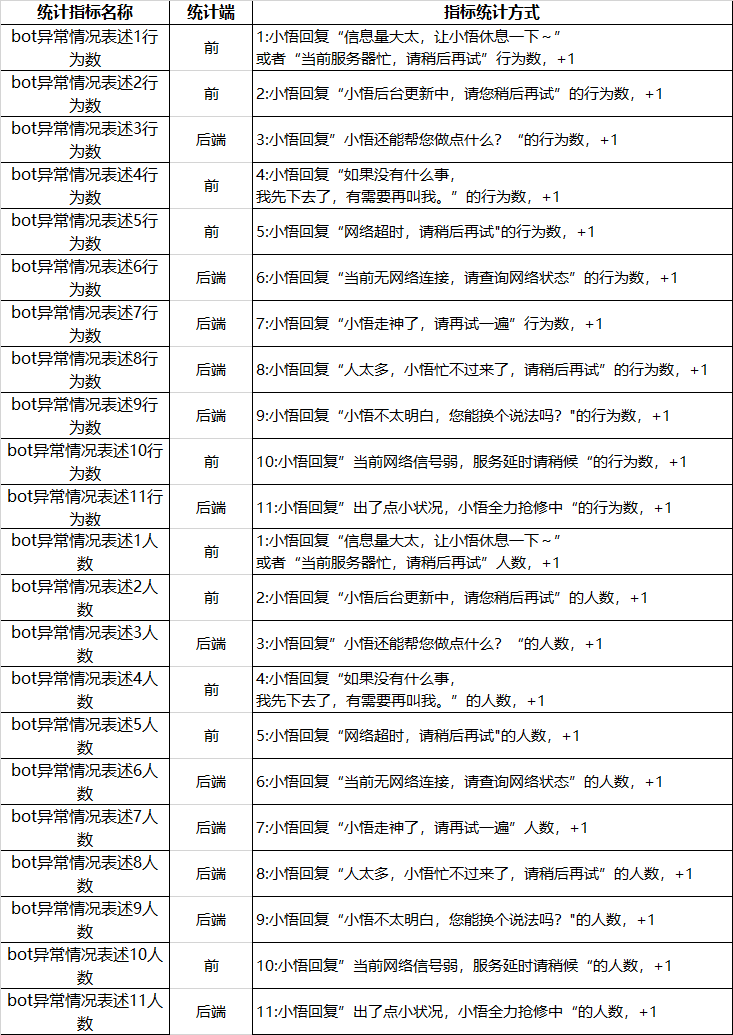 统计指标名称 统计端 指标统计方式
bot异常情况表述1行
为数
前
1:小悟回复“信息量大太，让小悟休息一下～”
或者“当前服务器忙，请稍后再试”行为数，+1
bot异常情况表述2行
为数
前
2:小悟回复“小悟后台更新中，请您稍后再试”的行为数，+1
bot异常情况表述3行
为数
后端
3:小悟回复”小悟还能帮您做点什么？“的行为数，+1
bot异常情况表述4行
为数
前
4:小悟回复“如果没有什么事，
我先下去了，有需要再叫我。”的行为数，+1
bot异常情况表述5行
为数
前
5:小悟回复“网络超时，请稍后再试"的行为数，+1
bot异常情况表述6行
为数
后端
6:小悟回复“当前无网络连接，请查询网络状态”的行为数，+1
bot异常情况表述7行
为数
后端
7:小悟回复“小悟走神了，请再试一遍”行为数，+1
bot异常情况表述8行
为数
后端
8:小悟回复“人太多，小悟忙不过来了，请稍后再试”的行为数，+1
bot异常情况表述9行
为数
后端
9:小悟回复“小悟不太明白，您能换个说法吗？"的行为数，+1
bot异常情况表述10行
为数
前
10:小悟回复”当前网络信号弱，服务延时请稍候“的行为数，+1
bot异常情况表述11行
为数
后端
11:小悟回复”出了点小状况，小悟全力抢修中“的行为数，+1
bot异常情况表述1人
数
前
1:小悟回复“信息量大太，让小悟休息一下～”
或者“当前服务器忙，请稍后再试”人数，+1
bot异常情况表述2人
数
前
2:小悟回复“小悟后台更新中，请您稍后再试”的人数，+1
bot异常情况表述3人
数
后端
3:小悟回复”小悟还能帮您做点什么？“的人数，+1
bot异常情况表述4人
数
前
4:小悟回复“如果没有什么事，
我先下去了，有需要再叫我。”的人数，+1
bot异常情况表述5人
数
前
5:小悟回复“网络超时，请稍后再试"的人数，+1
bot异常情况表述6人
数
后端
6:小悟回复“当前无网络连接，请查询网络状态”的人数，+1
bot异常情况表述7人
数
后端
7:小悟回复“小悟走神了，请再试一遍”人数，+1
bot异常情况表述8人
数
后端
8:小悟回复“人太多，小悟忙不过来了，请稍后再试”的人数，+1
bot异常情况表述9人
数
后端
9:小悟回复“小悟不太明白，您能换个说法吗？"的人数，+1
bot异常情况表述10人
数
前
10:小悟回复”当前网络信号弱，服务延时请稍候“的人数，+1
bot异常情况表述11人
数
后端
11:小悟回复”出了点小状况，小悟全力抢修中“的人数，+1